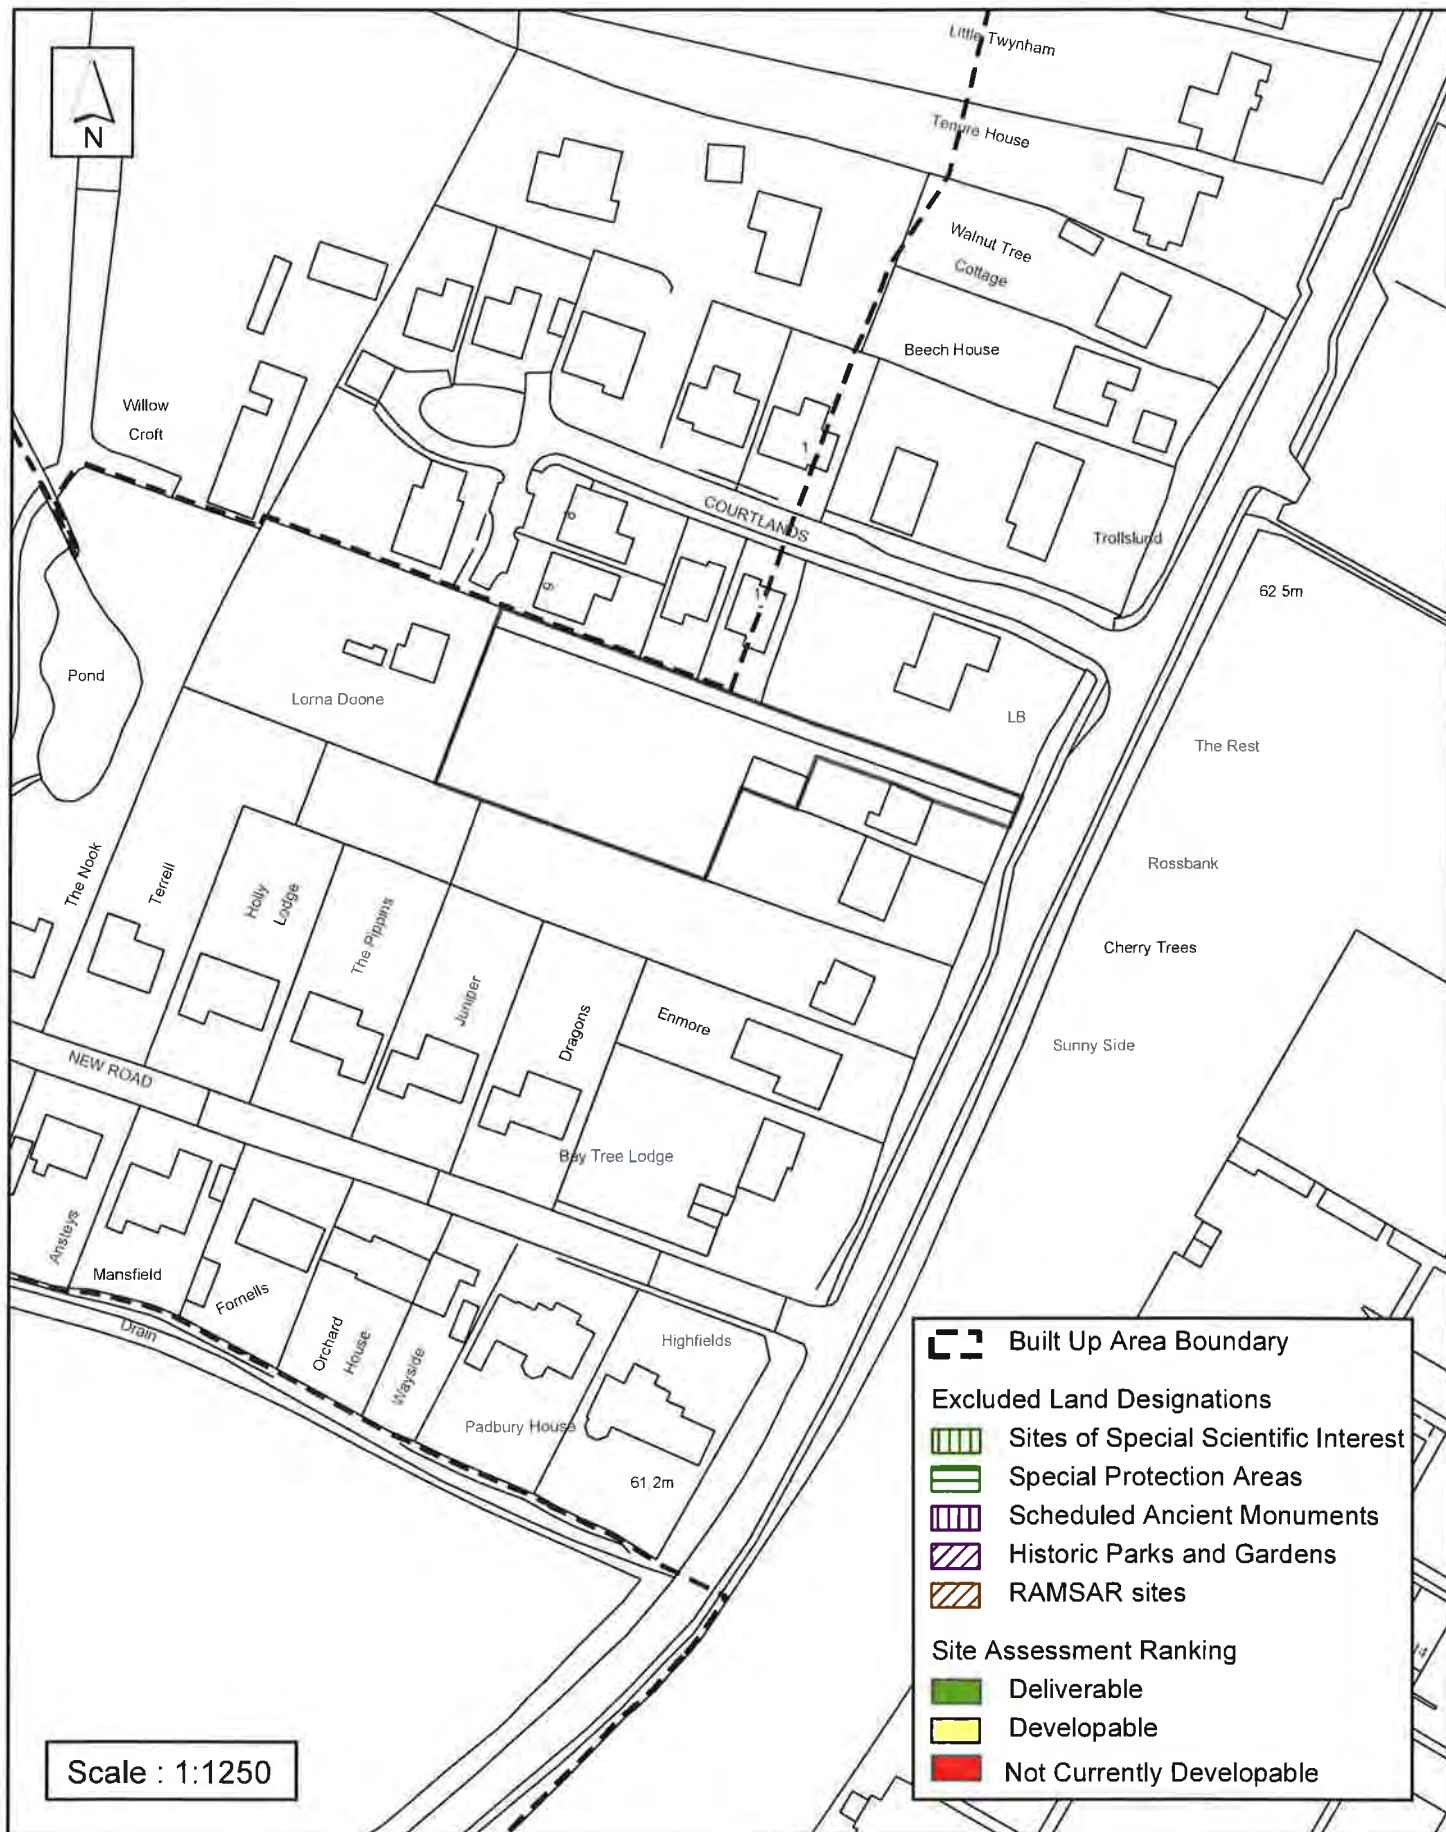 Little Twynham
N
Tenure House
Walnut Tree
Cottage
Beech House
Willow
Croft
1
COURTLANDS
8
9
Trollslund
62 5m
Pond
Lorna Doone
LB
The Rest
Rossbank
The Nook
Terrell
Holly
Lodge
The Pippins
Cherry Trees
Juniper
Dragons
Enmore
Sunny Side
NEW ROAD
Bay Tree Lodge
Ansteys
Mansfield
Fornells
Drain
Orchard
House
Wayside
Highfields
Padbury House
61,2m
Built Up Area Boundary
Excluded Land Designations
Sites of Special Scientific Interest
Special Protection Areas
Scheduled Ancient Monuments
Historic Parks and Gardens
RAMSAR sites
Site Assessment Ranking
Deliverable
Developable
Not Currently Developable
Scale : 1:1250